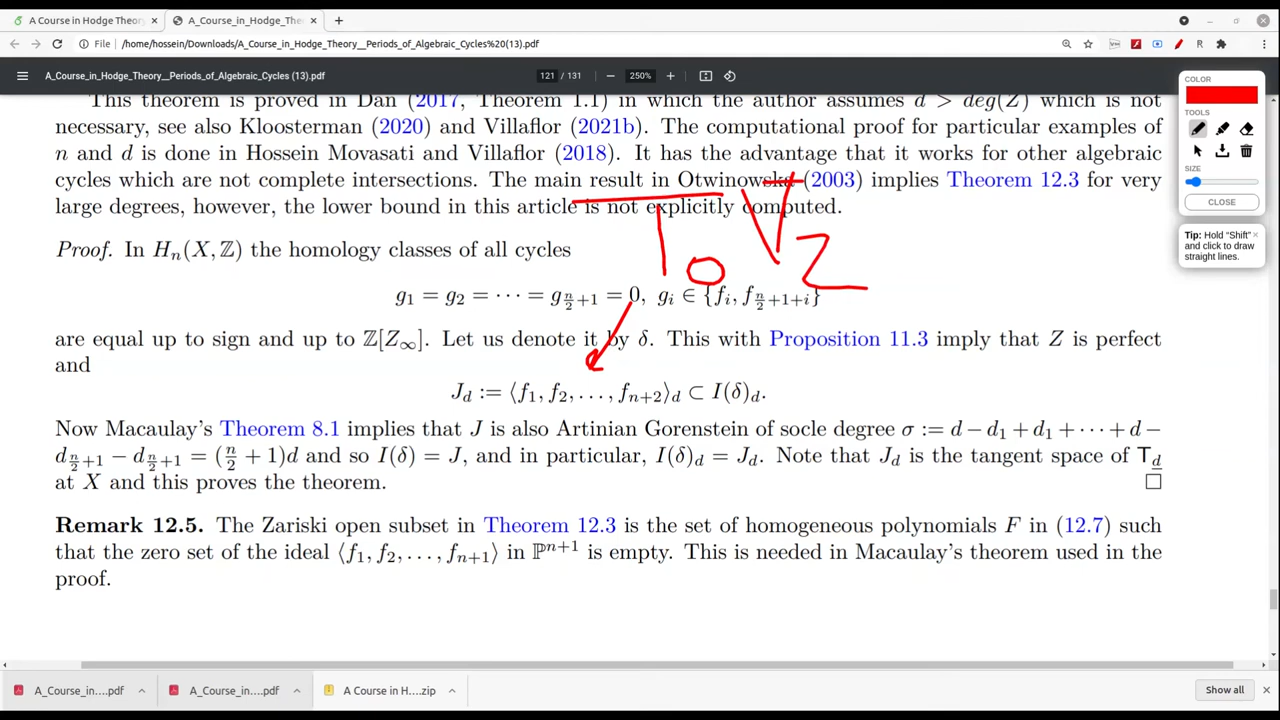 A Course in Hodge Theory
A_Course_in_Hodge_The
File /home/hossein/Downloads/A_Course_in_Hodge_Theory__Periods_of_Algebraic_Cycles%20(13).pdf
R
A_Course_in_Hodge_Theory__Periods_of_Algebraic_Cycles (13).pdf
121 / 131
250%
This theorem is proved in Dan (2017, Theorem 1.1) in which the author assumes d > deg(Z) which is not
necessary, see also Kloosterman (2020) and Villaflor (2021b). The computational proof for particular examples of
n and d is done in Hossein Movasati and Villaflor (2018). It has the advantage that it works for other algebraic
cycles which are not complete intersections. The main result in Otwinowska (2003) implies Theorem 12.3 for very
large degrees, however, the lower bound in this article is not explicitly computed.
T_0 V_Z
Proof. In H_n(X, ℤ) the homology classes of all cycles
g_1 = g_2 = ⋯ = g_{n/2+1} = 0, g_i ∈ {f_i, f_{n/2+1+i}}
are equal up to sign and up to ℤ[Z_∞]. Let us denote it by δ. This with Proposition 11.3 imply that Z is perfect
and
J_d := ⟨f_1, f_2, …, f_{n+2}⟩_d ⊂ I(δ)_d.
Now Macaulay's Theorem 8.1 implies that J is also Artinian Gorenstein of socle degree σ := d − d_1 + d_1 + ⋯ + d −
d_{n/2+1} − d_{n/2+1} = (n/2 + 1)d and so I(δ) = J, and in particular, I(δ)_d = J_d. Note that J_d is the tangent space of T_d
at X and this proves the theorem. □
Remark 12.5. The Zariski open subset in Theorem 12.3 is the set of homogeneous polynomials F in (12.7) such
that the zero set of the ideal ⟨f_1, f_2, …, f_{n+1}⟩ in ℙ^{n+1} is empty. This is needed in Macaulay's theorem used in the
proof.
COLOR
TOOLS
SIZE
CLOSE
Tip: Hold "Shift"
and click to draw
straight lines.
A_Course_in....pdf
A_Course_in....pdf
A Course in H....zip
Show all